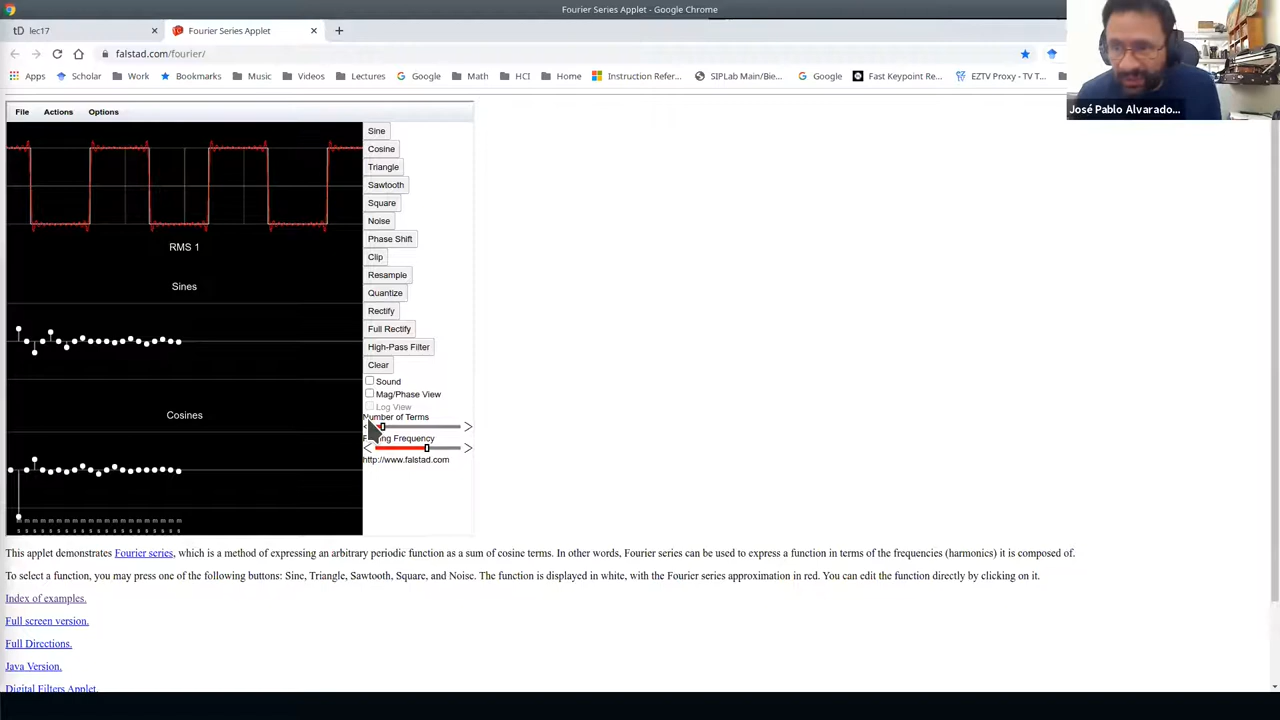 Fourier Series Applet - Google Chrome
tD lec17
Fourier Series Applet
falstad.com/fourier/
Apps Scholar Work Bookmarks Music Videos Lectures Google Math HCI Home Instruction Refer... SIPLab Main/Bie... Google Fast Keypoint Re... EZTV Proxy - TV T...
José Pablo Alvarado...
File Actions Options
Sine
Cosine
Triangle
Sawtooth
Square
Noise
Phase Shift
Clip
Resample
Quantize
Rectify
Full Rectify
High-Pass Filter
Clear
Sound
Mag/Phase View
Log View
Number of Terms
Frequency
http://www.falstad.com
RMS 1
Sines
Cosines
This applet demonstrates Fourier series, which is a method of expressing an arbitrary periodic function as a sum of cosine terms. In other words, Fourier series can be used to express a function in terms of the frequencies (harmonics) it is composed of.
To select a function, you may press one of the following buttons: Sine, Triangle, Sawtooth, Square, and Noise. The function is displayed in white, with the Fourier series approximation in red. You can edit the function directly by clicking on it.
Index of examples.
Full screen version.
Full Directions.
Java Version.
Digital Filters Applet.